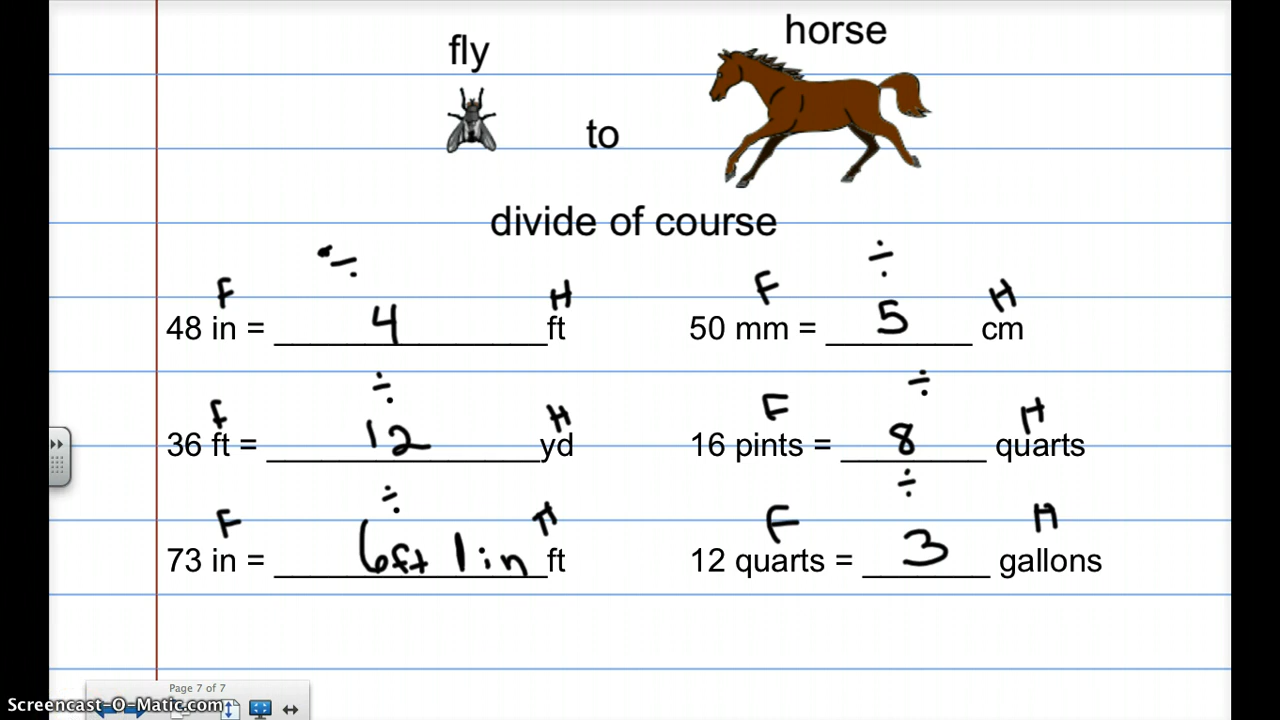 fly
horse
to
divide of course
÷
÷
F
H
F
H
48 in = 4 ft
50 mm = 5 cm
÷
÷
f
H
F
H
36 ft = 12 yd
16 pints = 8 quarts
÷
÷
F
H
F
H
73 in = 6ft 1in ft
12 quarts = 3 gallons
Page 7 of 7
Screencast-O-Matic.com